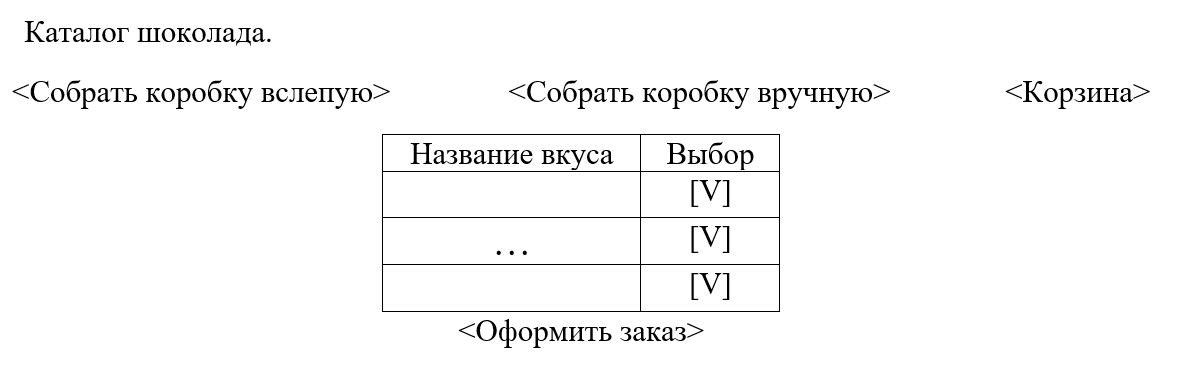 Каталог шоколада.
<Собрать коробку вслепую> <Собрать коробку вручную> <Корзина>
Название вкуса Выбор
[V]
… [V]
[V]
<Оформить заказ>